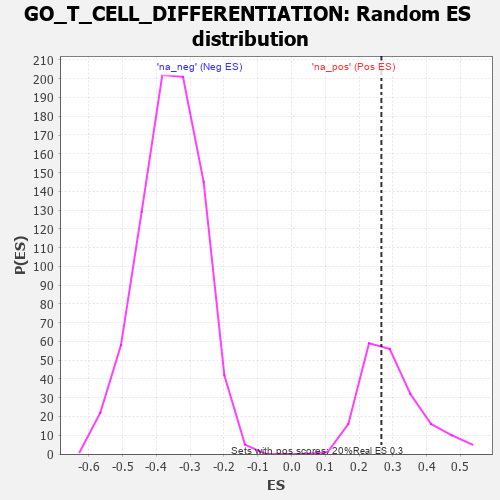 GO_T_CELL_DIFFERENTIATION: Random ES
distribution
'na_neg' (Neg ES)
'na_pos' (Pos ES)
210
200
190
180
170
160
150
140
130
120
110
100
90
80
70
60
50
40
30
20
10
0
P(ES)
Sets with pos scores: 20%
Real ES 0.3
-0.6 -0.5 -0.4 -0.3 -0.2 -0.1 0.0 0.1 0.2 0.3 0.4 0.5
ES